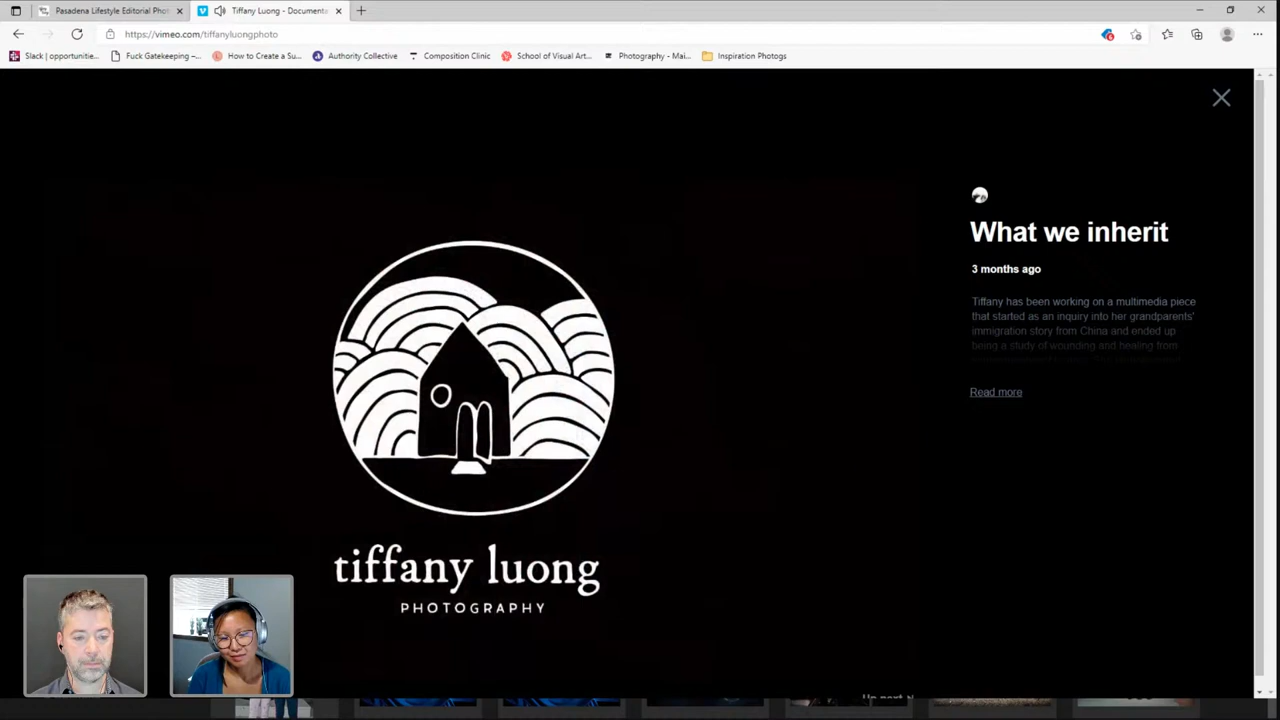 Pasadena Lifestyle Editorial Phot
Tiffany Luong - Documenta
https://vimeo.com/tiffanyluongphoto
Slack | opportunitie...
Fuck Gatekeeping –...
How to Create a Su...
Authority Collective
Composition Clinic
School of Visual Art...
Photography - Mai...
Inspiration Photogs
What we inherit
3 months ago
Tiffany has been working on a multimedia piece
that started as an inquiry into her grandparents'
immigration story from China and ended up
being a study of wounding and healing from
Read more
tiffany luong
PHOTOGRAPHY